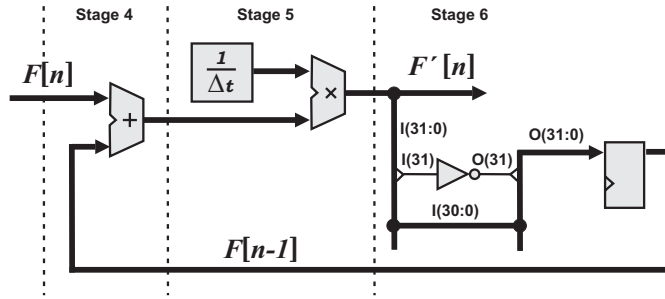 Stage 4
Stage 5
Stage 6
F[n]
1
Δt
F´[n]
+
×
I(31:0)
O(31:0)
I(31)
O(31)
I(30:0)
F[n-1]